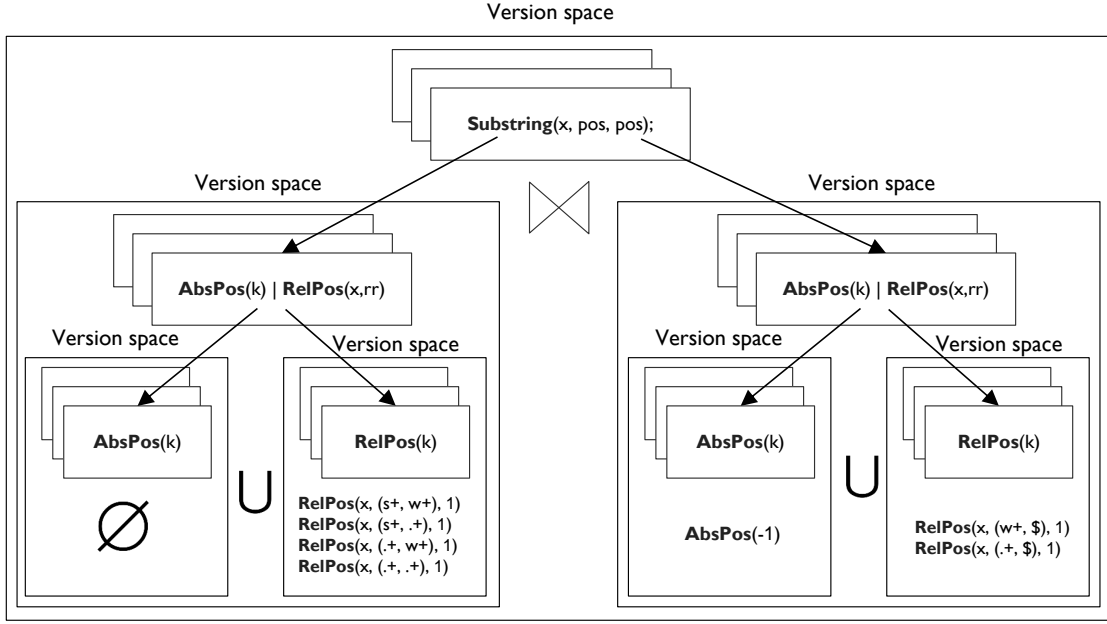 Version space
Substring(x, pos, pos);
Version space
Version space
AbsPos(k) | RelPos(x,rr)
AbsPos(k) | RelPos(x,rr)
Version space
Version space
Version space
Version space
AbsPos(k)
RelPos(k)
AbsPos(k)
RelPos(k)
∅
∪
RelPos(x, (s+, w+), 1)
RelPos(x, (s+, .+), 1)
RelPos(x, (.+, w+), 1)
RelPos(x, (.+, .+), 1)
AbsPos(-1)
∪
RelPos(x, (w+, $), 1)
RelPos(x, (.+, $), 1)